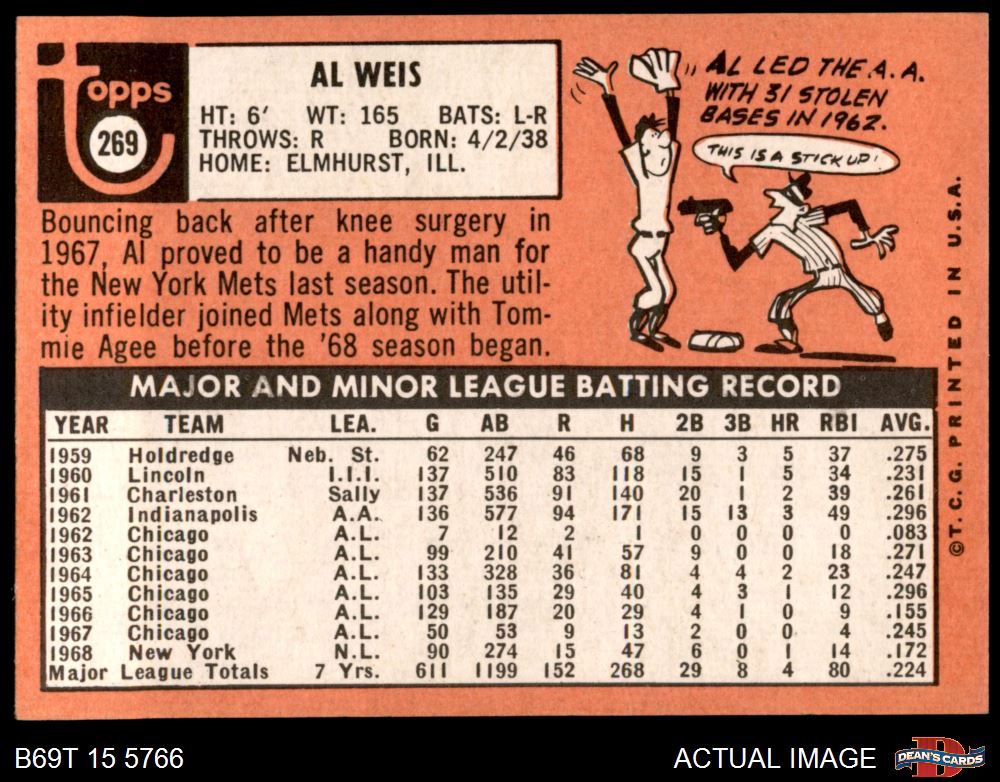 topps
269
AL WEIS
HT: 6' WT: 165 BATS: L-R
THROWS: R BORN: 4/2/38
HOME: ELMHURST, ILL.
AL LED THE A.A.
WITH 31 STOLEN
BASES IN 1962.
THIS IS A STICK UP!
Bouncing back after knee surgery in
1967, Al proved to be a handy man for
the New York Mets last season. The util-
ity infielder joined Mets along with Tom-
mie Agee before the '68 season began.
MAJOR AND MINOR LEAGUE BATTING RECORD
YEAR TEAM LEA. G AB R H 2B 3B HR RBI AVG.
1959 Holdredge Neb. St. 62 247 46 68 9 3 5 37 .275
1960 Lincoln I.I.I. 137 510 83 118 15 1 5 34 .231
1961 Charleston Sally 137 536 91 140 20 1 2 39 .261
1962 Indianapolis A.A. 136 577 94 171 15 13 3 49 .296
1962 Chicago A.L. 7 12 2 1 0 0 0 0 .083
1963 Chicago A.L. 99 210 41 57 9 0 0 18 .271
1964 Chicago A.L. 133 328 36 81 4 4 2 23 .247
1965 Chicago A.L. 103 135 29 40 4 3 1 12 .296
1966 Chicago A.L. 129 187 20 29 4 1 0 9 .155
1967 Chicago A.L. 50 53 9 13 2 0 0 4 .245
1968 New York N.L. 90 274 15 47 6 0 1 14 .172
Major League Totals 7 Yrs. 611 1199 152 268 29 8 4 80 .224
©T.C.G. PRINTED IN U.S.A.
B69T 15 5766
ACTUAL IMAGE
D
DEAN'S CARDS